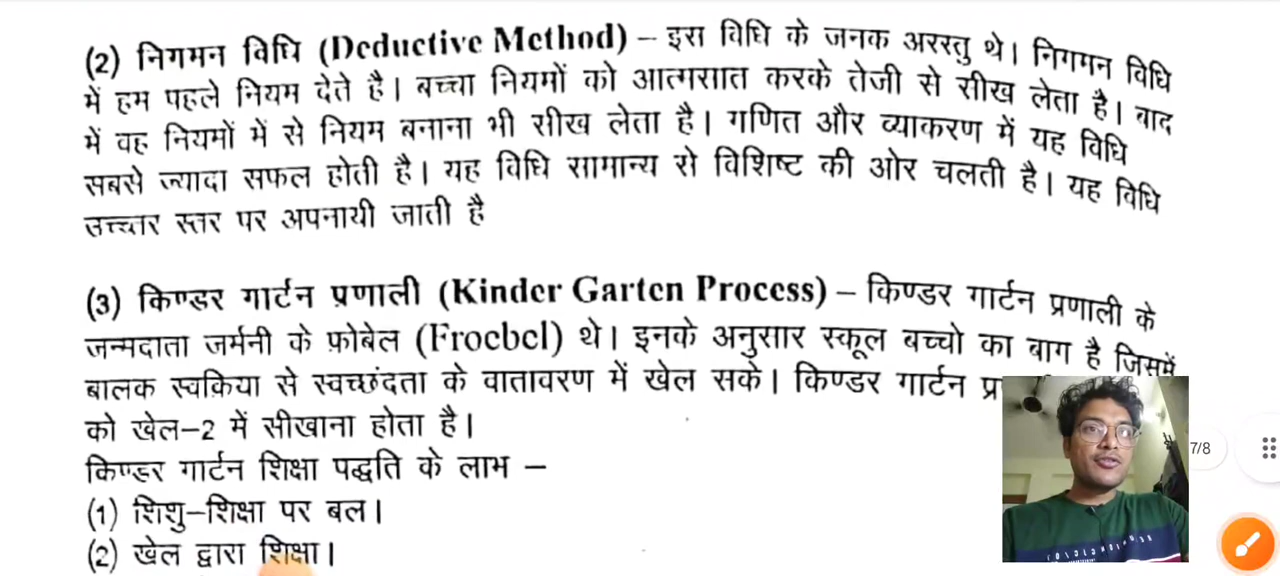 (2) निगमन विधि (Deductive Method) – इस विधि के जनक अरस्तु थे। निगमन विधि
में हम पहले नियम देते है। बच्चा नियमों को आत्मसात करके तेजी से सीख लेता है। बाद
में वह नियमों में से नियम बनाना भी सीख लेता है। गणित और व्याकरण में यह विधि
सबसे ज्यादा सफल होती है। यह विधि सामान्य से विशिष्ट की ओर चलती है। यह विधि
उच्च्तर स्तर पर अपनायी जाती है
(3) किण्डर गार्टन प्रणाली (Kinder Garten Process) – किण्डर गार्टन प्रणाली के
जन्मदाता जर्मनी के फ्रोबेल (Froebel) थे। इनके अनुसार स्कूल बच्चो का बाग है जिसमें
बालक स्वक्रिया से स्वच्छंदता के वातावरण में खेल सके। किण्डर गार्टन प्र
को खेल–2 में सीखाना होता है।
किण्डर गार्टन शिक्षा पद्धति के लाभ –
(1) शिशु–शिक्षा पर बल।
(2) खेल द्वारा शिक्षा।
7/8